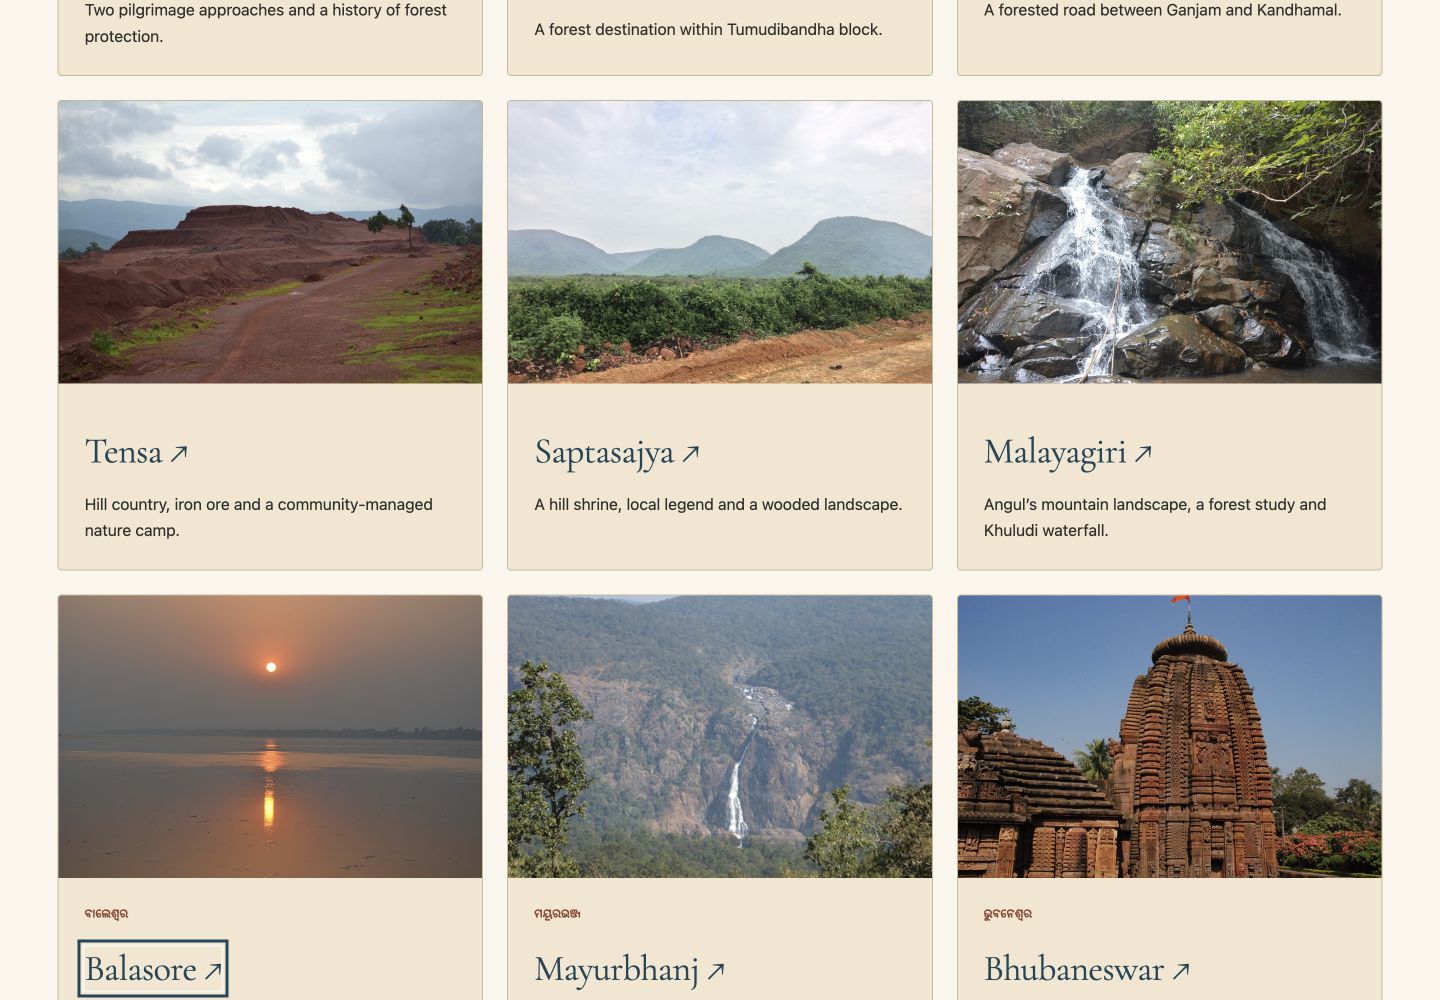 Two pilgrimage approaches and a history of forest
protection.
A forest destination within Tumudibandha block.
A forested road between Ganjam and Kandhamal.
Tensa ↗
Hill country, iron ore and a community-managed
nature camp.
Saptasajya ↗
A hill shrine, local legend and a wooded landscape.
Malayagiri ↗
Angul’s mountain landscape, a forest study and
Khuludi waterfall.
ବାଲେଶ୍ୱର
Balasore ↗
ମୟୂରଭଞ୍ଜ
Mayurbhanj ↗
ଭୁବନେଶ୍ୱର
Bhubaneswar ↗